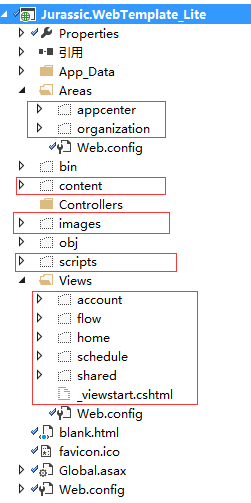 Jurassic.WebTemplate_Lite
Properties
引用
App_Data
Areas
appcenter
organization
Web.config
bin
content
Controllers
images
obj
scripts
Views
account
flow
home
schedule
shared
_viewstart.cshtml
Web.config
blank.html
favicon.ico
Global.asax
Web.config